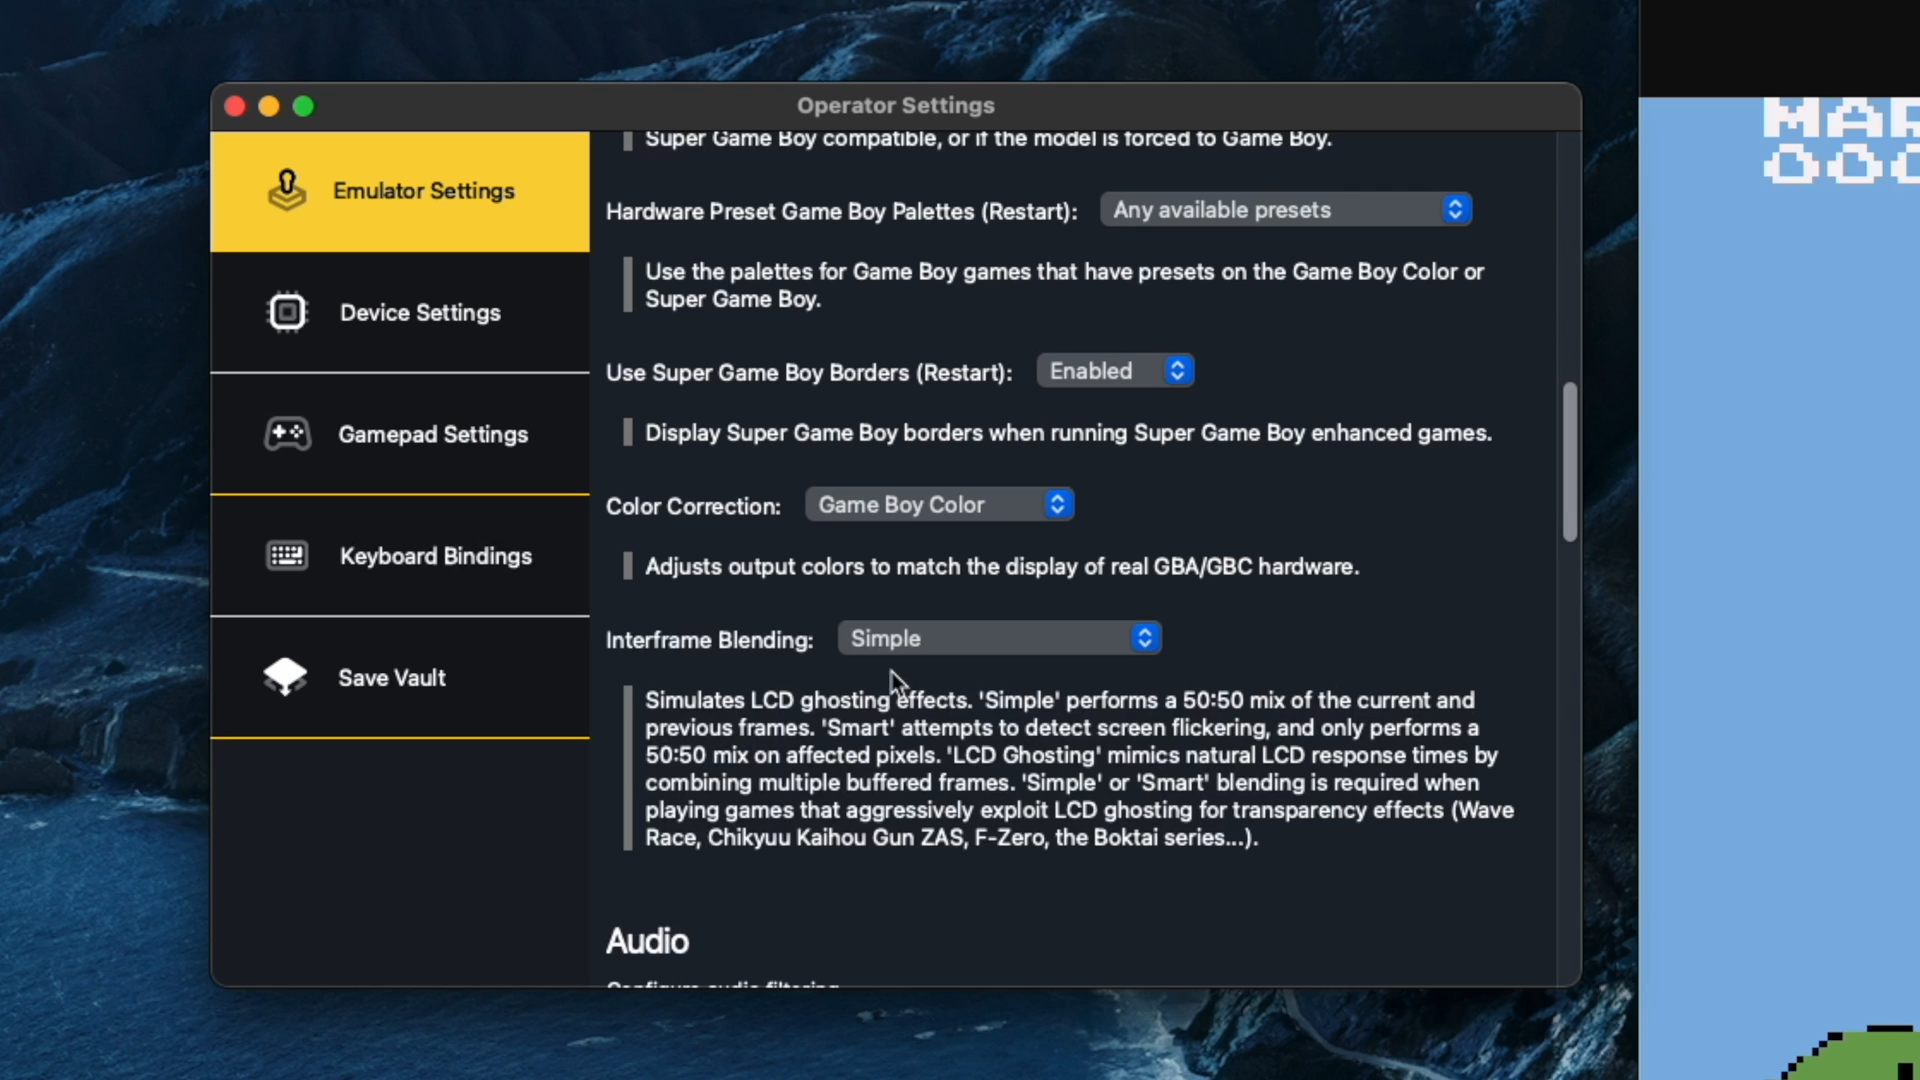 Operator Settings
Emulator Settings
Device Settings
Gamepad Settings
Keyboard Bindings
Save Vault
Super Game Boy compatible, or if the model is forced to Game Boy.
Hardware Preset Game Boy Palettes (Restart): Any available presets
Use the palettes for Game Boy games that have presets on the Game Boy Color or
Super Game Boy.
Use Super Game Boy Borders (Restart): Enabled
Display Super Game Boy borders when running Super Game Boy enhanced games.
Color Correction: Game Boy Color
Adjusts output colors to match the display of real GBA/GBC hardware.
Interframe Blending: Simple
Simulates LCD ghosting effects. 'Simple' performs a 50:50 mix of the current and
previous frames. 'Smart' attempts to detect screen flickering, and only performs a
50:50 mix on affected pixels. 'LCD Ghosting' mimics natural LCD response times by
combining multiple buffered frames. 'Simple' or 'Smart' blending is required when
playing games that aggressively exploit LCD ghosting for transparency effects (Wave
Race, Chikyuu Kaihou Gun ZAS, F-Zero, the Boktai series...).
Audio
Configure audio filtering
MAR
000